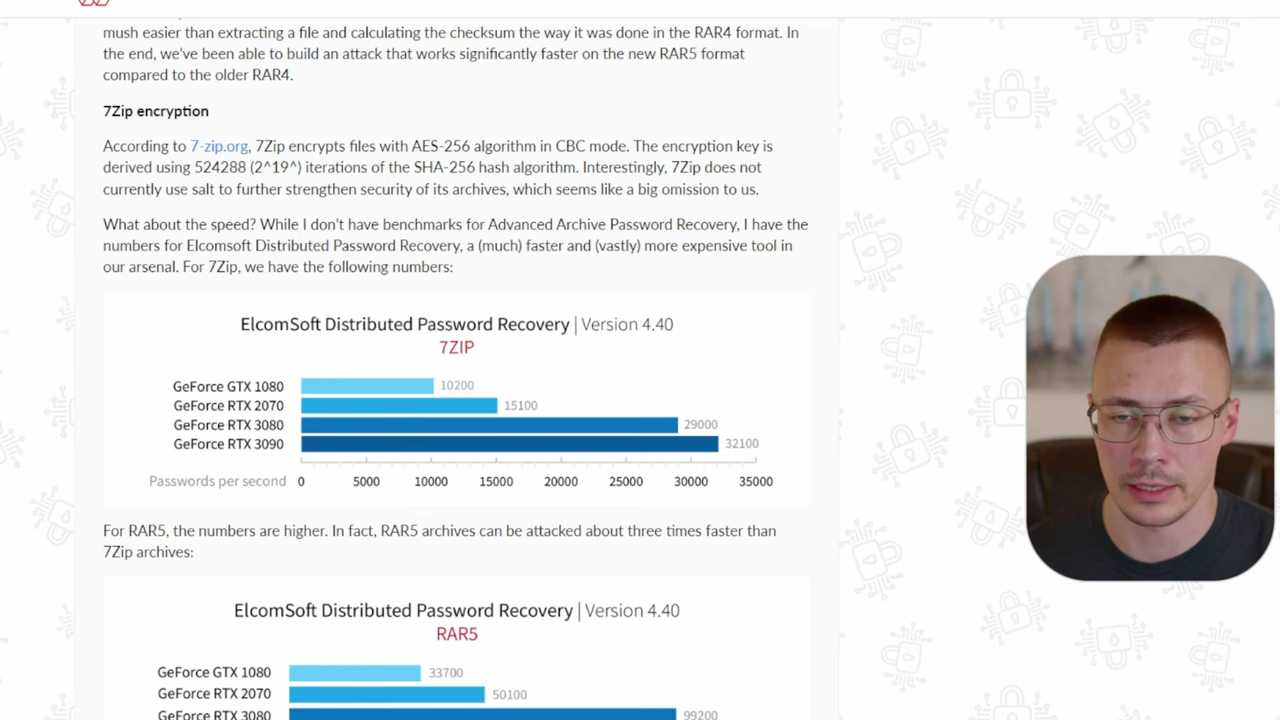 mush easier than extracting a file and calculating the checksum the way it was done in the RAR4 format. In
the end, we've been able to build an attack that works significantly faster on the new RAR5 format
compared to the older RAR4.
7Zip encryption
According to 7-zip.org, 7Zip encrypts files with AES-256 algorithm in CBC mode. The encryption key is
derived using 524288 (2^19^) iterations of the SHA-256 hash algorithm. Interestingly, 7Zip does not
currently use salt to further strengthen security of its archives, which seems like a big omission to us.
What about the speed? While I don't have benchmarks for Advanced Archive Password Recovery, I have the
numbers for Elcomsoft Distributed Password Recovery, a (much) faster and (vastly) more expensive tool in
our arsenal. For 7Zip, we have the following numbers:
ElcomSoft Distributed Password Recovery | Version 4.40
7ZIP
GeForce GTX 1080 10200
GeForce RTX 2070 15100
GeForce RTX 3080 29000
GeForce RTX 3090 32100
Passwords per second 0 5000 10000 15000 20000 25000 30000 35000
For RAR5, the numbers are higher. In fact, RAR5 archives can be attacked about three times faster than
7Zip archives:
ElcomSoft Distributed Password Recovery | Version 4.40
RAR5
GeForce GTX 1080 33700
GeForce RTX 2070 50100
GeForce RTX 3080 99200